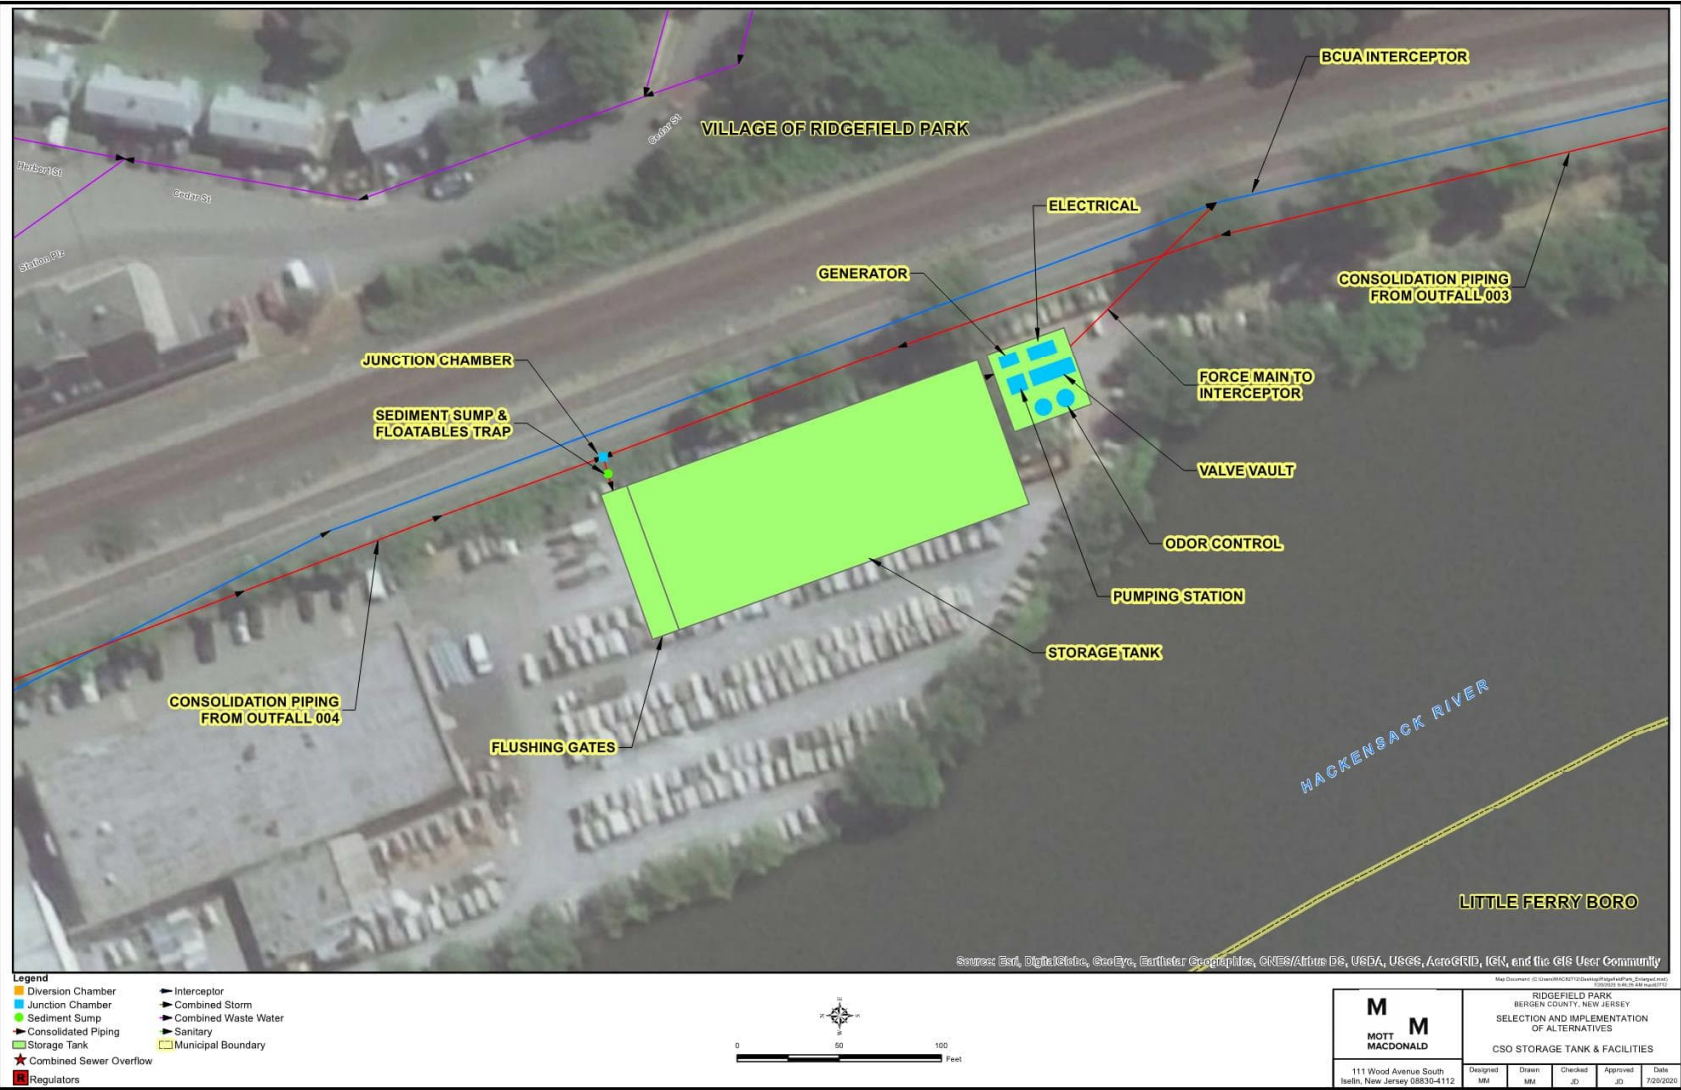 BCUA INTERCEPTOR
VILLAGE OF RIDGEFIELD PARK
Cedar St
Herbert St
Cedar St
Station Plz
ELECTRICAL
GENERATOR
CONSOLIDATION PIPING
FROM OUTFALL 003
JUNCTION CHAMBER
FORCE MAIN TO
INTERCEPTOR
SEDIMENT SUMP &
FLOATABLES TRAP
VALVE VAULT
ODOR CONTROL
PUMPING STATION
STORAGE TANK
CONSOLIDATION PIPING
FROM OUTFALL 004
FLUSHING GATES
HACKENSACK RIVER
LITTLE FERRY BORO
Source: Esri, DigitalGlobe, GeoEye, Earthstar Geographics, CNES/Airbus DS, USDA, USGS, AeroGRID, IGN, and the GIS User Community
Legend
Diversion Chamber
Junction Chamber
Sediment Sump
Consolidated Piping
Storage Tank
Combined Sewer Overflow
R Regulators
Interceptor
Combined Storm
Combined Waste Water
Sanitary
Municipal Boundary
0 50 100
Feet
M
M
MOTT
MACDONALD
111 Wood Avenue South
Iselin, New Jersey 08830-4112
RIDGEFIELD PARK
BERGEN COUNTY, NEW JERSEY
SELECTION AND IMPLEMENTATION
OF ALTERNATIVES
CSO STORAGE TANK & FACILITIES
Designed Drawn Checked Approved Date
MM MM JD JD 7/20/2020